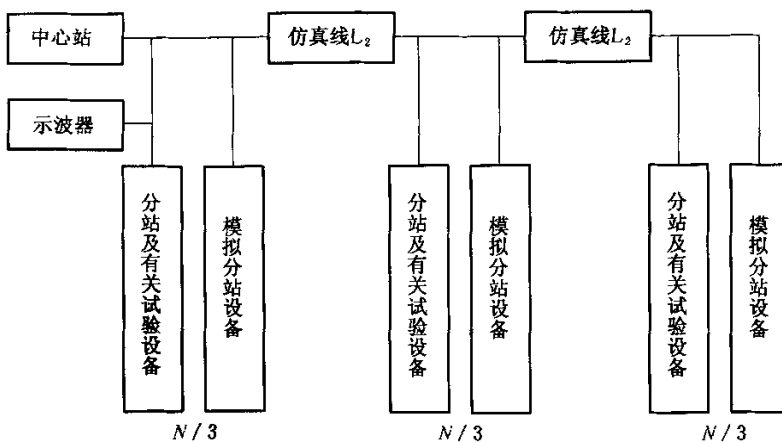 中心站
仿真线L₂
仿真线L₂
示波器
分站及有关试验设备
模拟分站设备
分站及有关试验设备
模拟分站设备
分站及有关试验设备
模拟分站设备
N / 3
N / 3
N / 3